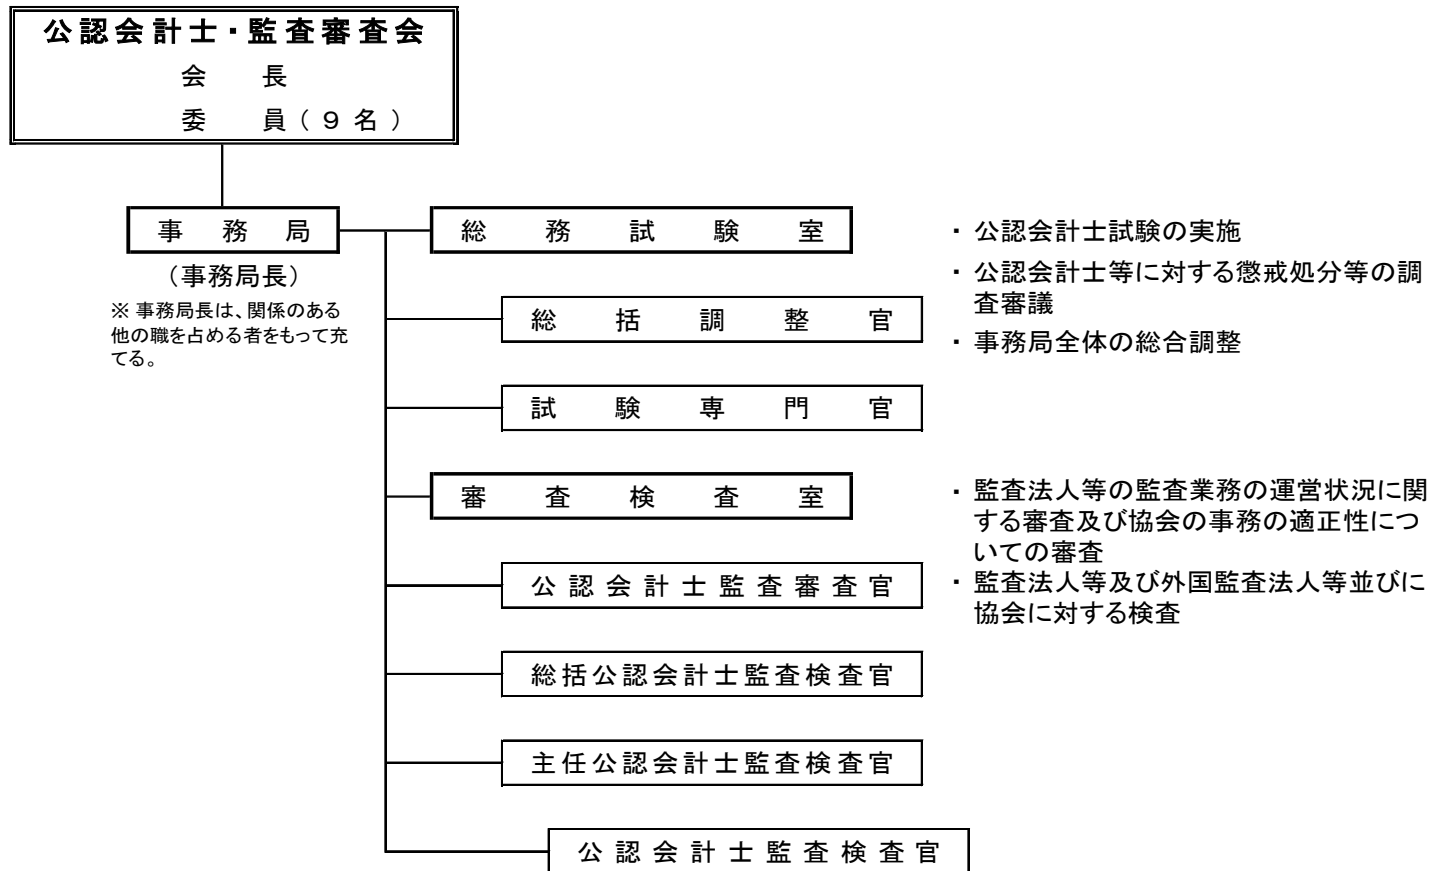 公認会計士・監査審査会
会長
委員（９名）
事務局
総務試験室
（事務局長）
※ 事務局長は、関係のある
他の職を占める者をもって充
てる。
・ 公認会計士試験の実施
・ 公認会計士等に対する懲戒処分等の調
査審議
・ 事務局全体の総合調整
総括調整官
試験専門官
審査検査室
・ 監査法人等の監査業務の運営状況に関
する審査及び協会の事務の適正性につ
いての審査
・ 監査法人等及び外国監査法人等並びに
協会に対する検査
公認会計士監査審査官
総括公認会計士監査検査官
主任公認会計士監査検査官
公認会計士監査検査官